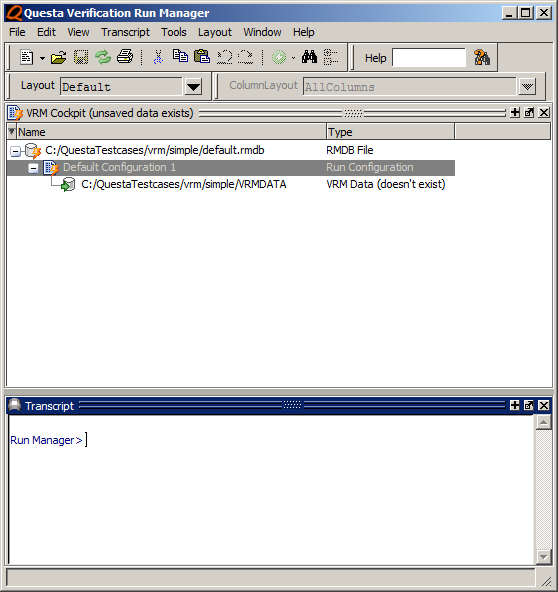 Questa Verification Run Manager
File Edit View Transcript Tools Layout Window Help
Help
Layout Default ColumnLayout AllColumns
VRM Cockpit (unsaved data exists)
Name Type
C:/QuestaTestcases/vrm/simple/default.rmdb RMDB File
Default Configuration 1 Run Configuration
C:/QuestaTestcases/vrm/simple/VRMDATA VRM Data (doesn't exist)
Transcript
Run Manager>